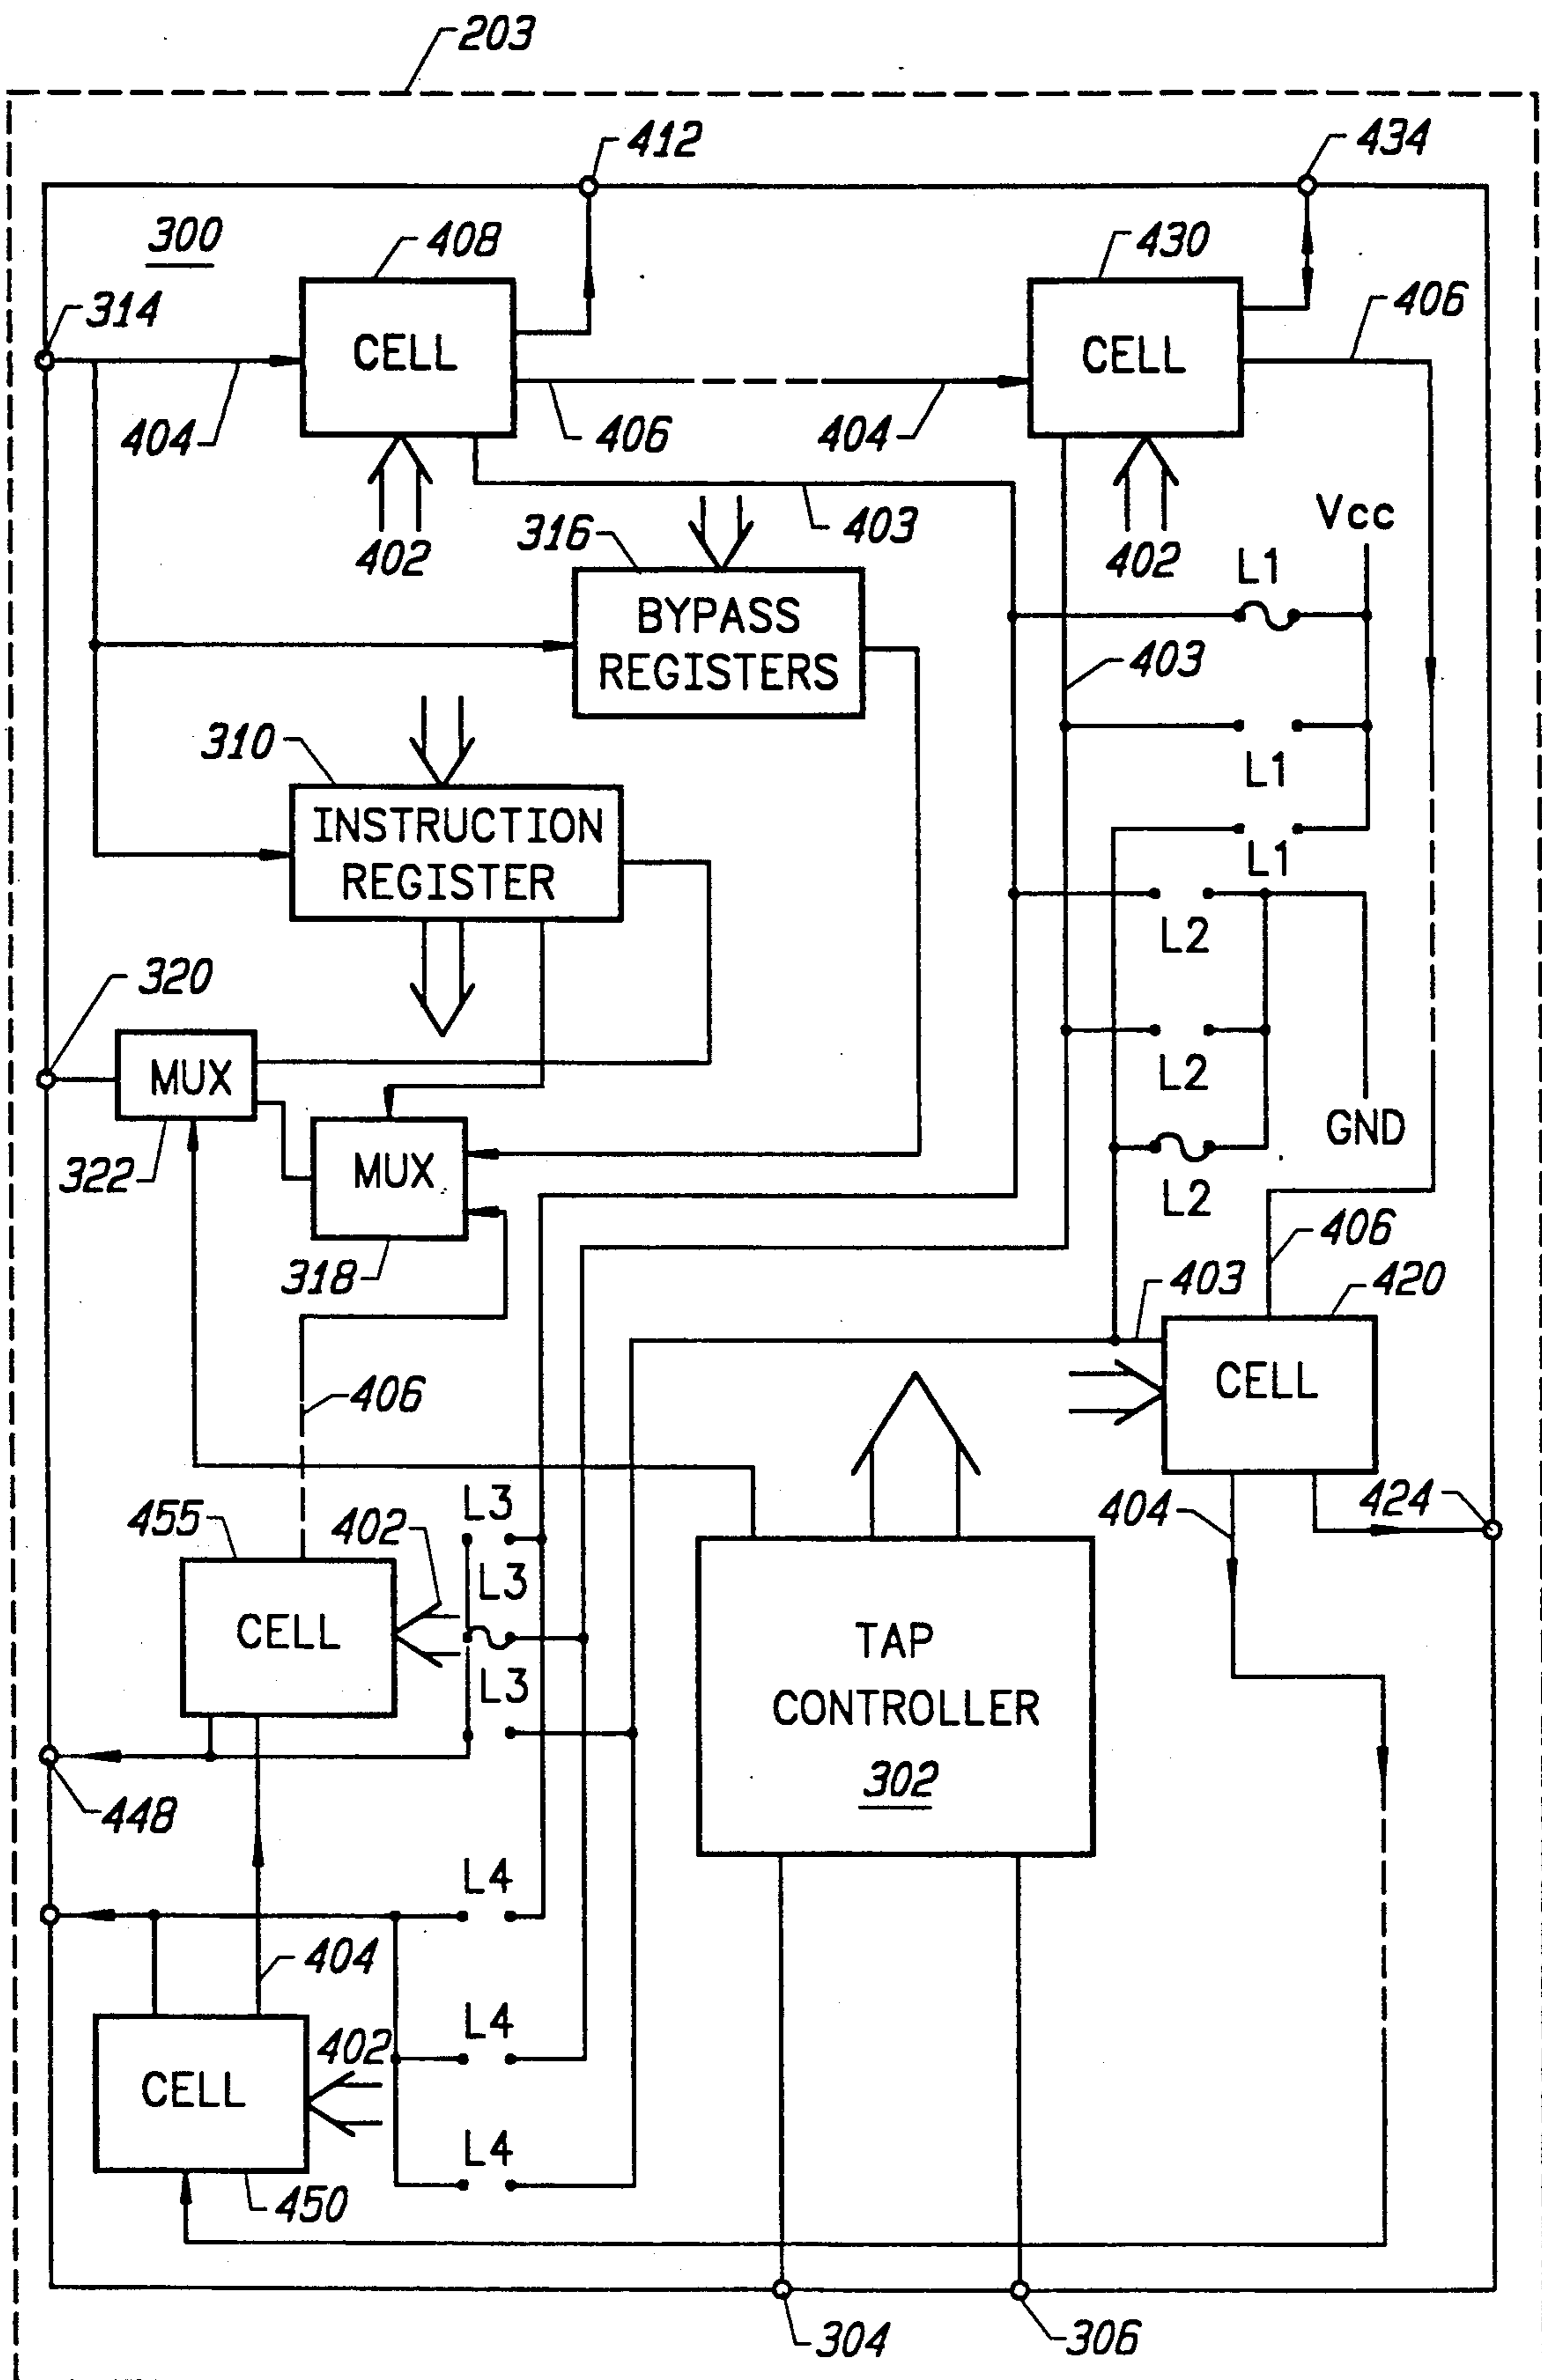 203
412
434
300
408
430
314
CELL
CELL
406
404
406
404
402
316
403
402
Vcc
L1
BYPASS
REGISTERS
403
310
L1
INSTRUCTION
REGISTER
L1
L2
320
MUX
L2
GND
322
MUX
L2
318
406
403
420
406
CELL
455
402
L3
404
424
L3
CELL
TAP
CONTROLLER
302
L3
448
L4
404
402
L4
CELL
L4
450
304
306